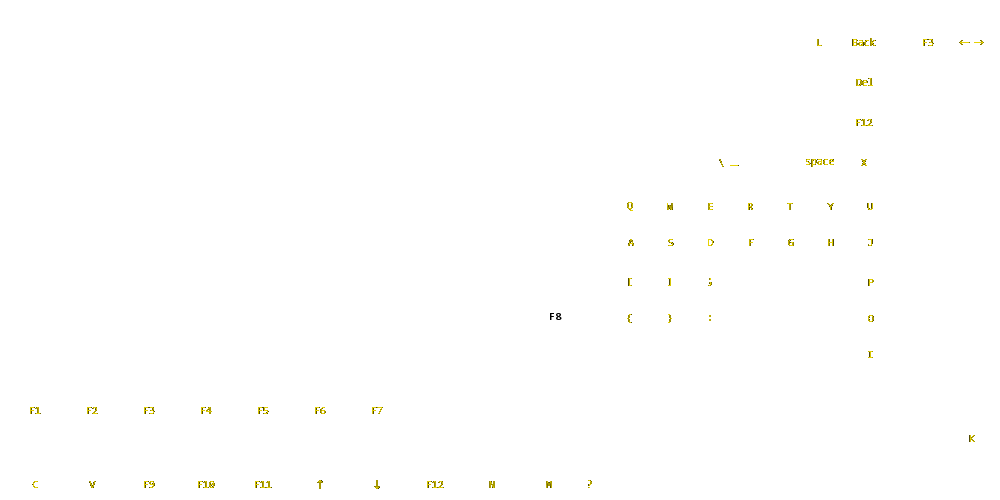 L Back F3 ←→
Del
F12
\ _ space X
Q W E R T Y U
A S D F G H J
[ ] ; P
F8 { } : O
I
F1 F2 F3 F4 F5 F6 F7
K
C V F9 F10 F11 ↑ ↓ F12 N M ?